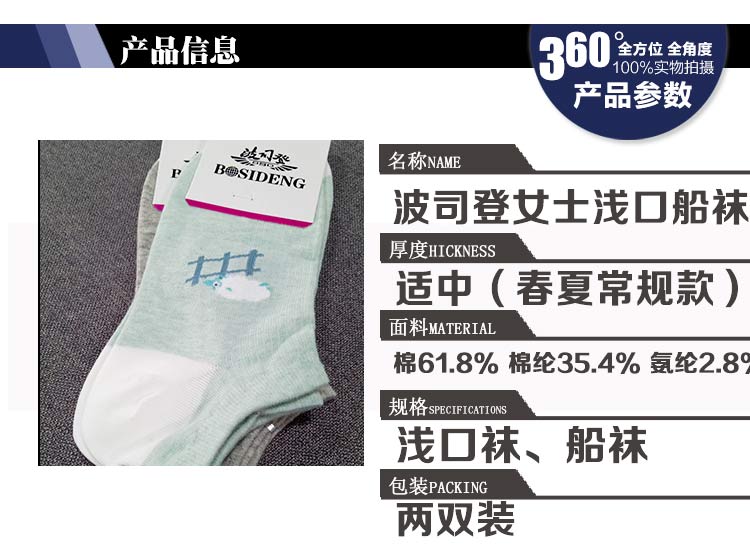 产品信息
360°全方位 全角度
100%实物拍摄
产品参数
波司登
BOSIDENG
名称NAME
波司登女士浅口船袜
厚度HICKNESS
适中（春夏常规款）
面料MATERIAL
棉61.8% 棉纶35.4% 氨纶2.8%
规格SPECIFICATIONS
浅口袜、船袜
包装PACKING
两双装